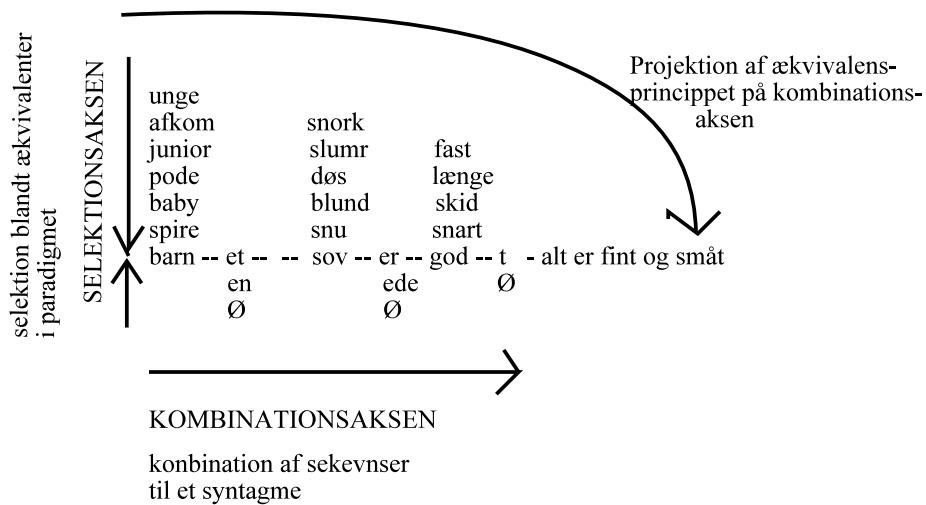 selektion blandt ækvivalenter
i paradigmet
SELEKTIONSAKSEN
Projektion af ækvivalens-
princippet på kombinations-
aksen
unge
afkom snork
junior slumr fast
pode døs længe
baby blund skid
spire snu snart
barn -- et -- -- sov -- er -- god -- t - alt er fint og småt
en ede Ø
Ø Ø
KOMBINATIONSAKSEN
konbination af sekevnser
til et syntagme